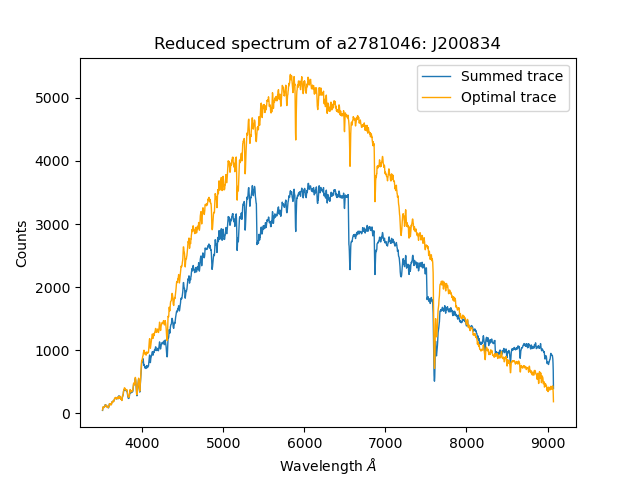 Reduced spectrum of a2781046: J200834
Summed trace
Optimal trace
Counts
5000
4000
3000
2000
1000
0
4000 5000 6000 7000 8000 9000
Wavelength Å